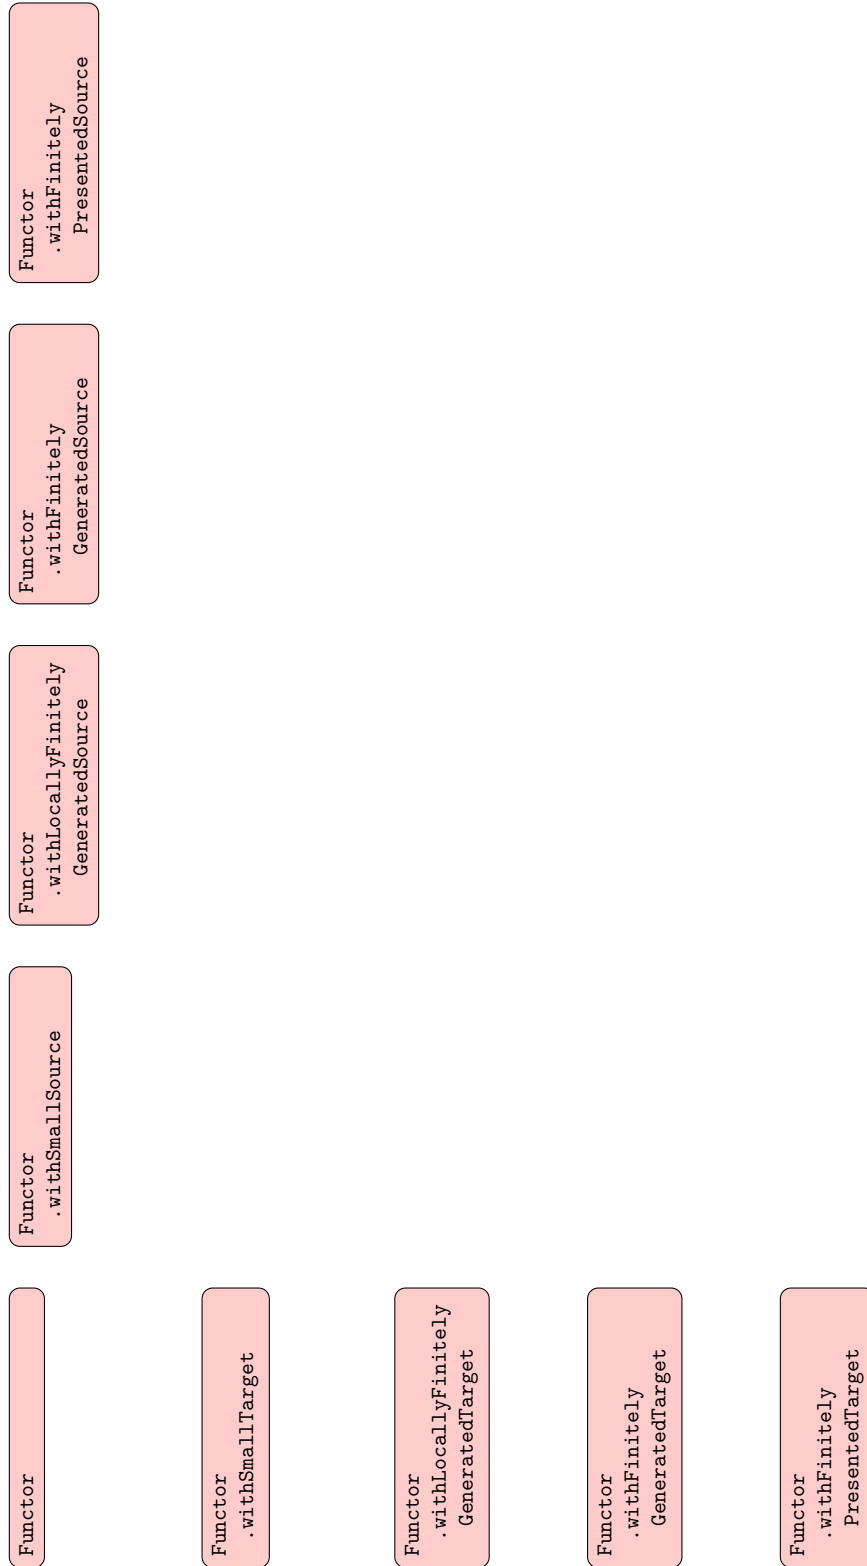 Functor
Functor
.withSmallSource
Functor
.withLocallyFinitely
GeneratedSource
Functor
.withFinitely
GeneratedSource
Functor
.withFinitely
PresentedSource
Functor
.withSmallTarget
Functor
.withLocallyFinitely
GeneratedTarget
Functor
.withFinitely
GeneratedTarget
Functor
.withFinitely
PresentedTarget